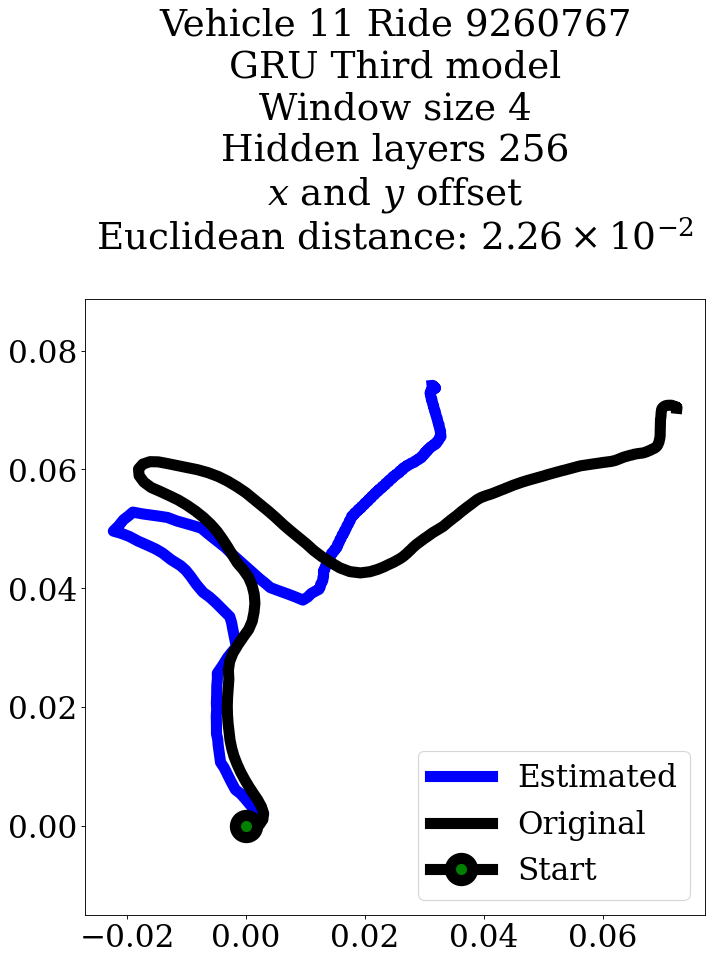 Vehicle 11 Ride 9260767
GRU Third model
Window size 4
Hidden layers 256
x and y offset
Euclidean distance: 2.26 × 10⁻²
0.08
0.06
0.04
0.02
0.00
−0.02 0.00 0.02 0.04 0.06
Estimated
Original
Start